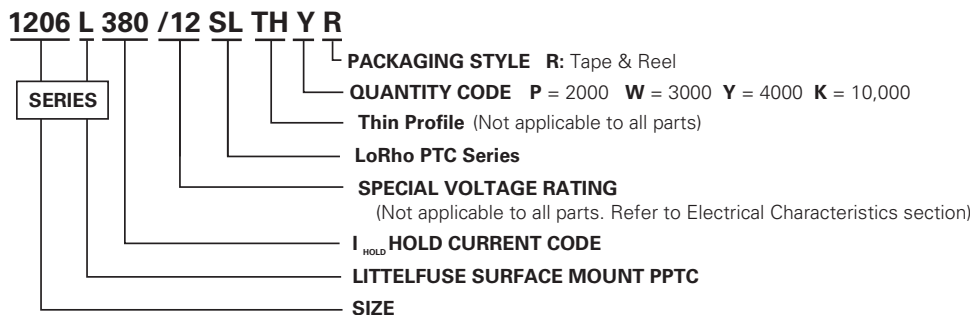 1206 L 380 /12 SL TH Y R
PACKAGING STYLE R: Tape & Reel
QUANTITY CODE P = 2000 W = 3000 Y = 4000 K = 10,000
SERIES
Thin Profile (Not applicable to all parts)
LoRho PTC Series
SPECIAL VOLTAGE RATING
(Not applicable to all parts. Refer to Electrical Characteristics section)
I HOLD HOLD CURRENT CODE
LITTELFUSE SURFACE MOUNT PPTC
SIZE